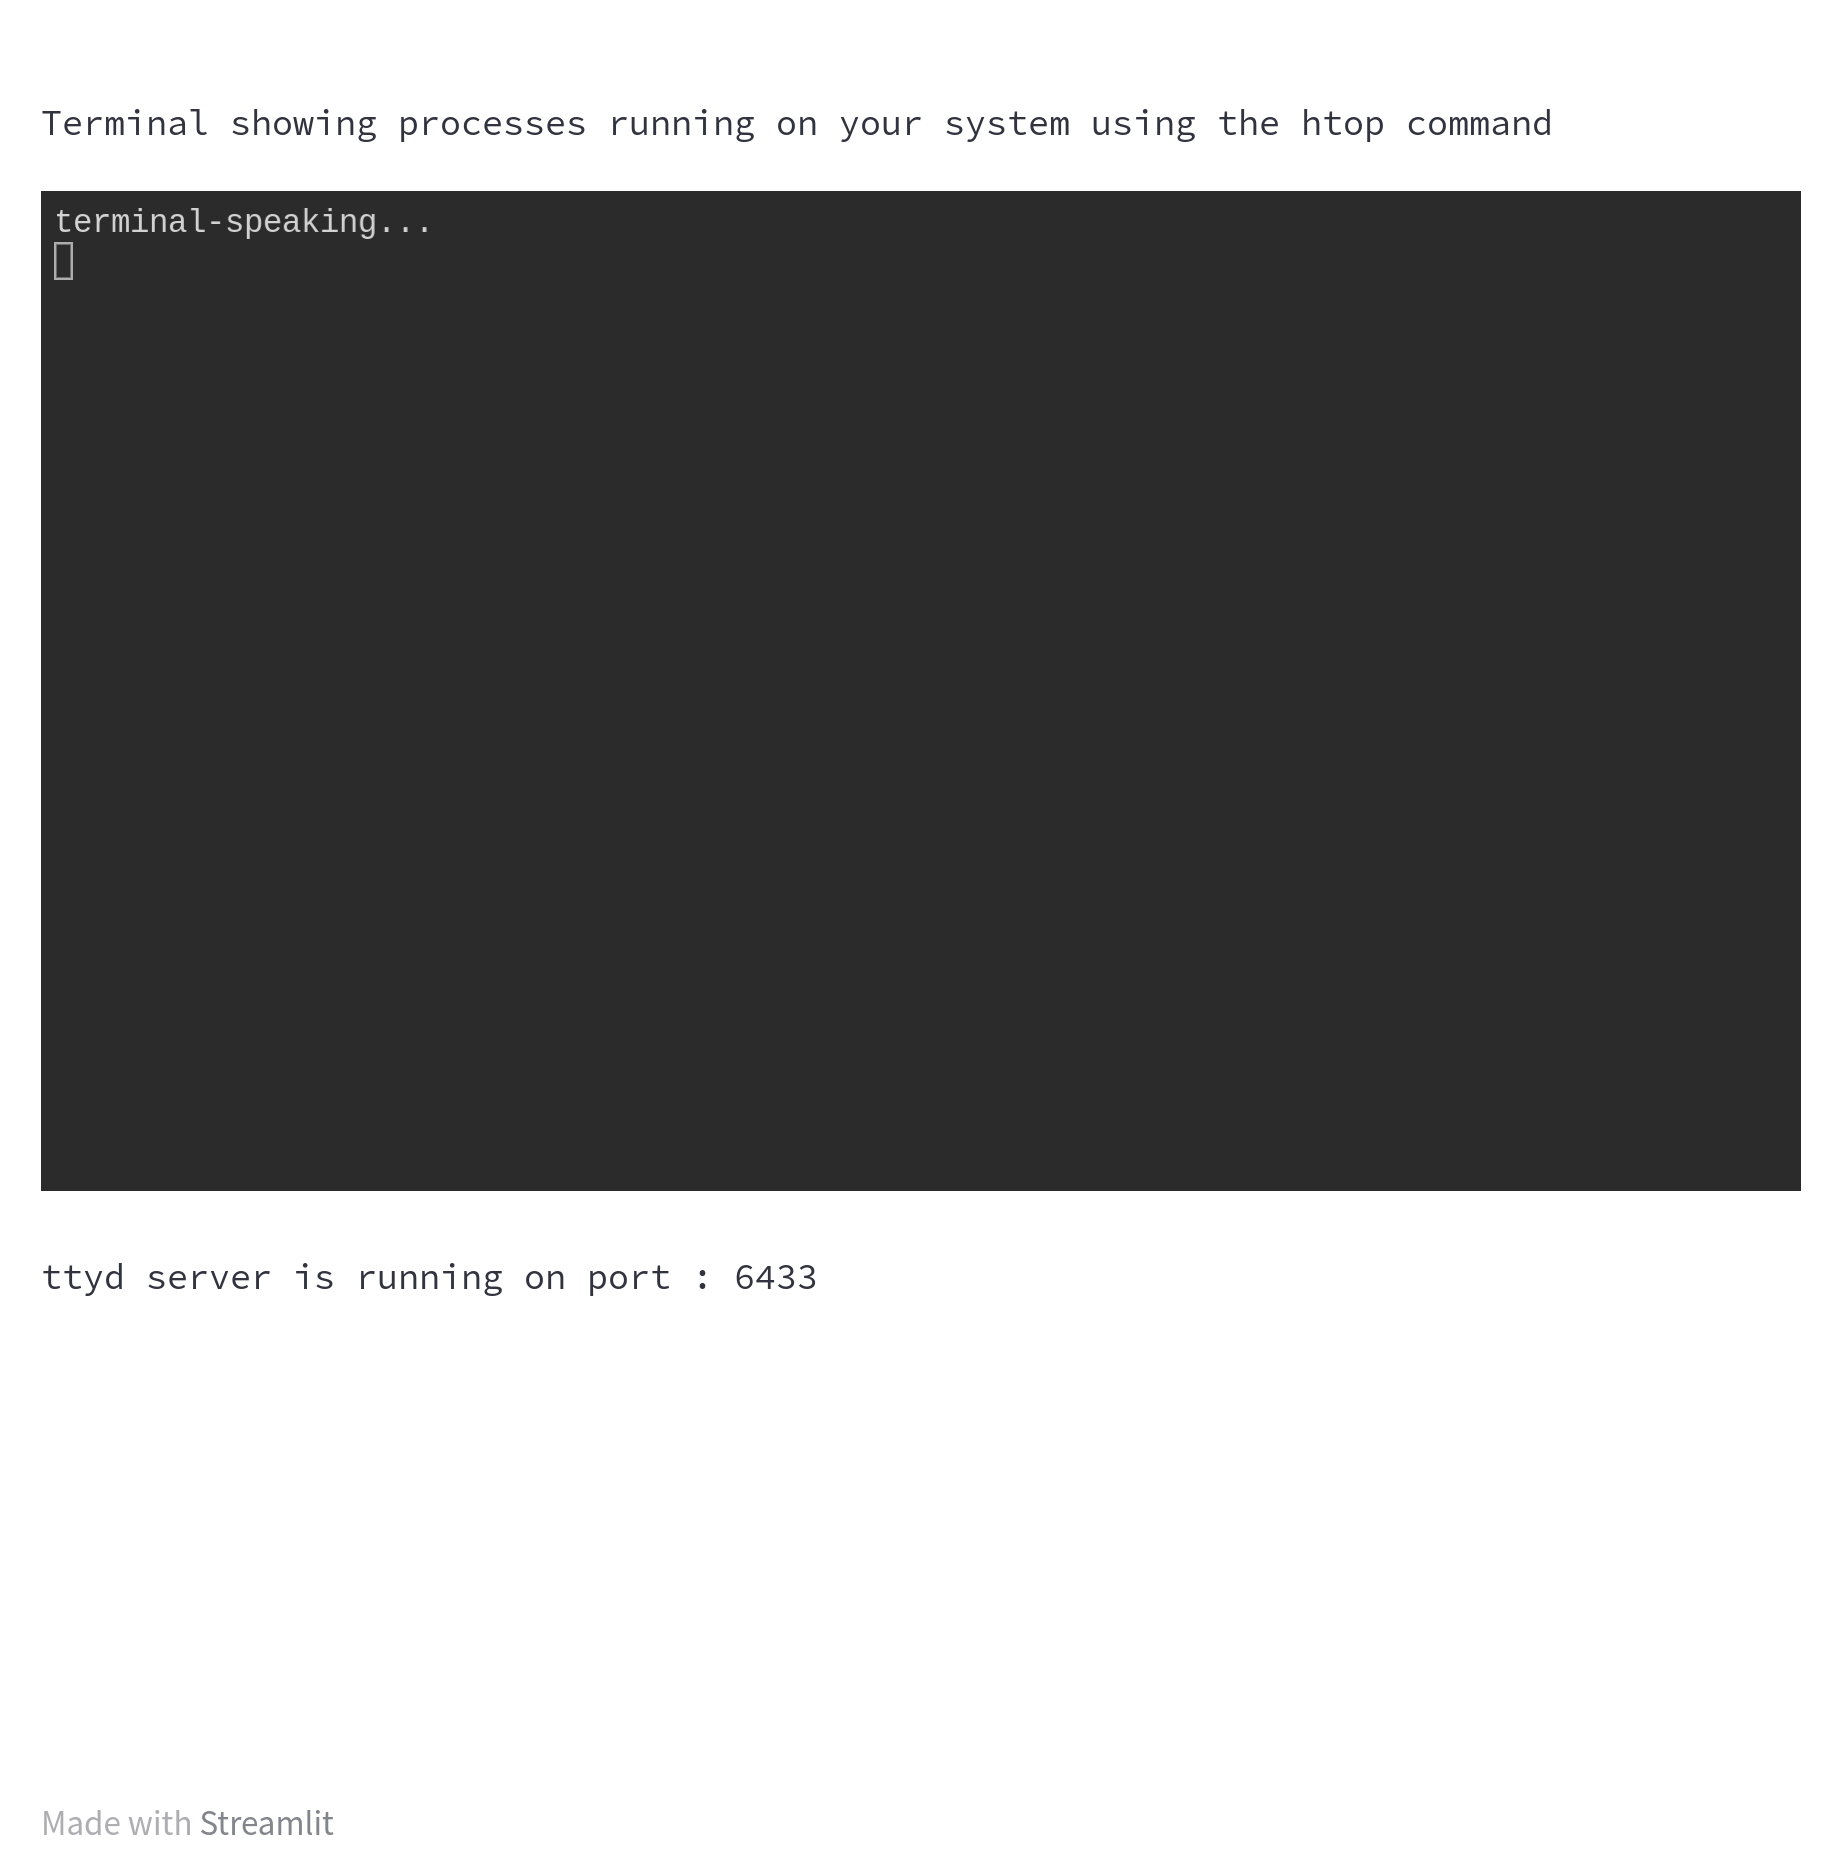 Terminal showing processes running on your system using the htop command
terminal-speaking...
ttyd server is running on port : 6433
Made with Streamlit